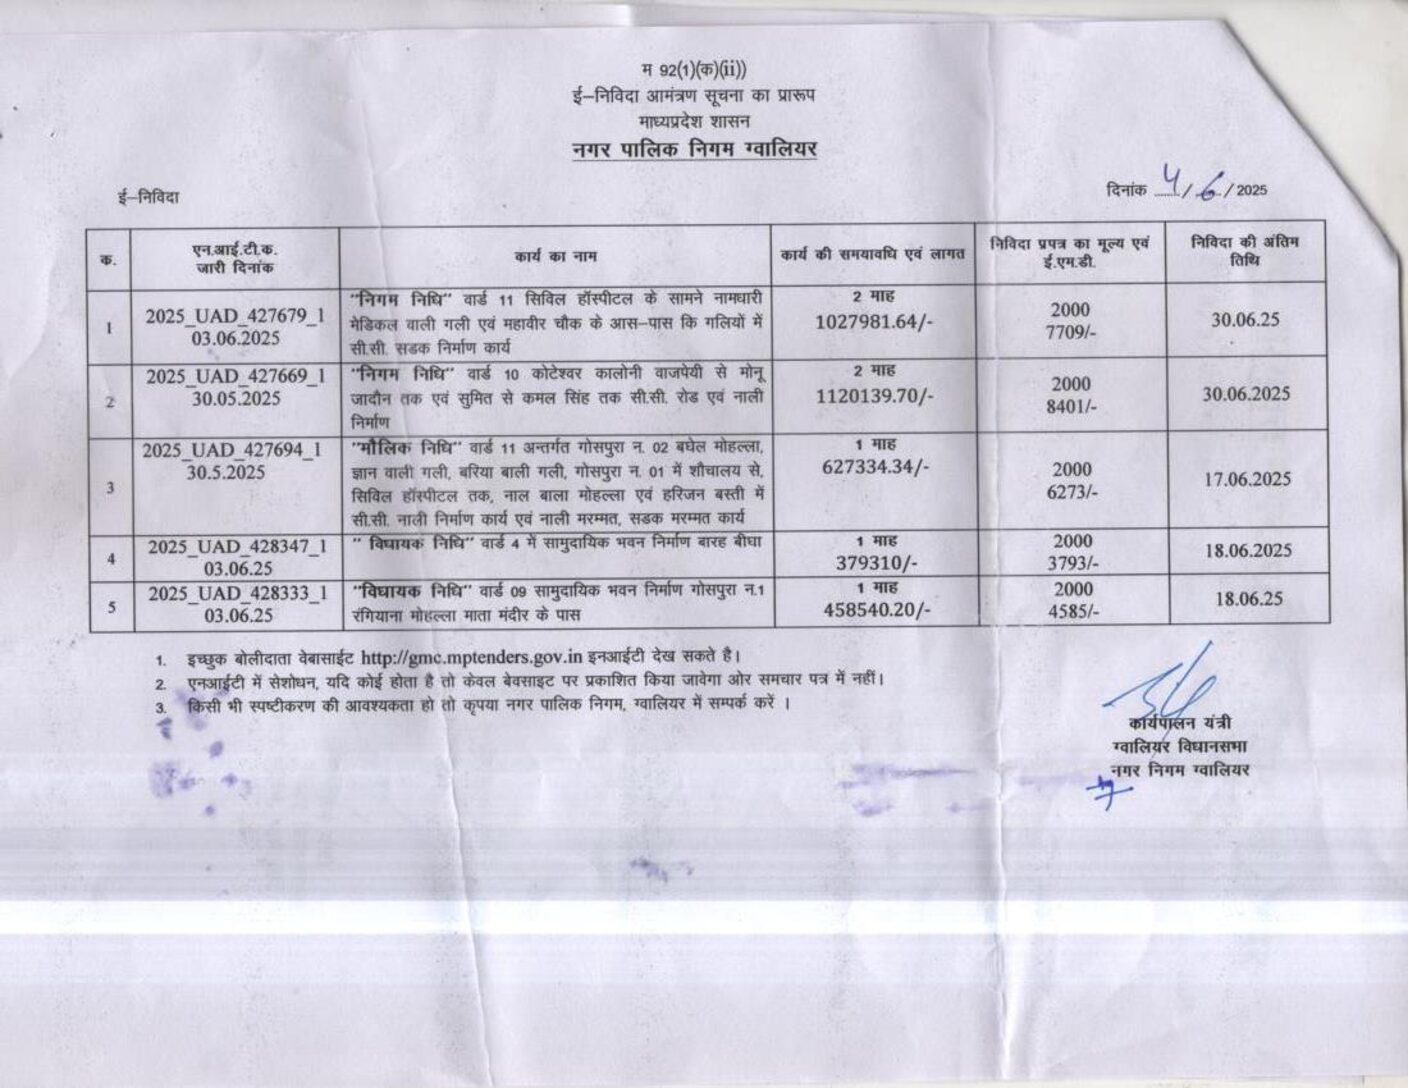 म 92(1)(क)(ii))
ई–निविदा आमंत्रण सूचना का प्रारूप
माध्यप्रदेश शासन
नगर पालिक निगम ग्वालियर
ई–निविदा
दिनांक 4/6/2025
क.
एन.आई.टी.क.
जारी दिनांक
कार्य का नाम
कार्य की समयावधि एवं लागत
निविदा प्रपत्र का मूल्य एवं
ई.एम.डी.
निविदा की अंतिम
तिथि
1
2025_UAD_427679_1
03.06.2025
"निगम निधि" वार्ड 11 सिविल हॉस्पीटल के सामने नामधारी
मेडिकल वाली गली एवं महावीर चौक के आस–पास कि गलियों में
सी.सी. सडक निर्माण कार्य
2 माह
1027981.64/-
2000
7709/-
30.06.25
2
2025_UAD_427669_1
30.05.2025
"निगम निधि" वार्ड 10 कोटेश्वर कालोनी वाजपेयी से मोनू
जादौन तक एवं सुमित से कमल सिंह तक सी.सी. रोड एवं नाली
निर्माण
2 माह
1120139.70/-
2000
8401/-
30.06.2025
3
2025_UAD_427694_1
30.5.2025
"मौलिक निधि" वार्ड 11 अन्तर्गत गोसपुरा न. 02 बघेल मोहल्ला,
ज्ञान वाली गली, बरिया बाली गली, गोसपुरा न. 01 में शौचालय से,
सिविल हॉस्पीटल तक, नाल बाला मोहल्ला एवं हरिजन बस्ती में
सी.सी. नाली निर्माण कार्य एवं नाली मरम्मत, सडक मरम्मत कार्य
1 माह
627334.34/-
2000
6273/-
17.06.2025
4
2025_UAD_428347_1
03.06.25
" विधायक निधि" वार्ड 4 में सामुदायिक भवन निर्माण बारह बीघा
1 माह
379310/-
2000
3793/-
18.06.2025
5
2025_UAD_428333_1
03.06.25
"विधायक निधि" वार्ड 09 सामुदायिक भवन निर्माण गोसपुरा न.1
रंगियाना मोहल्ला माता मंदीर के पास
1 माह
458540.20/-
2000
4585/-
18.06.25
1. इच्छुक बोलीदाता वेबासाईट http://gmc.mptenders.gov.in इनआईटी देख सकते है।
2. एनआईटी में सेशोधन, यदि कोई होता है तो केवल बेवसाइट पर प्रकाशित किया जावेगा ओर समचार पत्र में नहीं।
3. किसी भी स्पष्टीकरण की आवश्यकता हो तो कृपया नगर पालिक निगम, ग्वालियर में सम्पर्क करें ।
कार्यपालन यंत्री
ग्वालियर विधानसभा
नगर निगम ग्वालियर